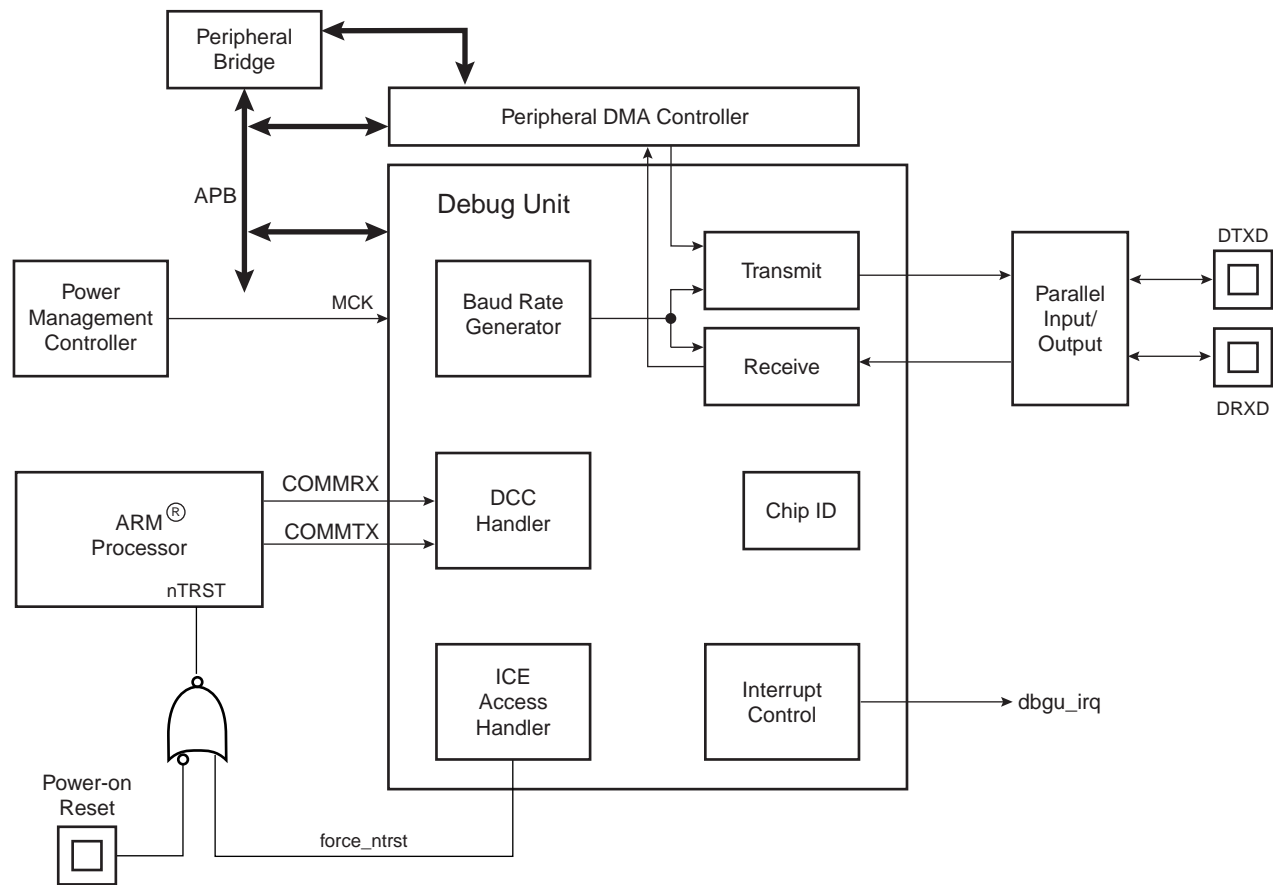 Peripheral
Bridge
Peripheral DMA Controller
APB
Debug Unit
DTXD
Power
Management
Controller
MCK
Baud Rate
Generator
Transmit
Receive
Parallel
Input/
Output
DRXD
ARM®
Processor
nTRST
COMMRX
COMMTX
DCC
Handler
Chip ID
ICE
Access
Handler
Interrupt
Control
dbgu_irq
Power-on
Reset
force_ntrst